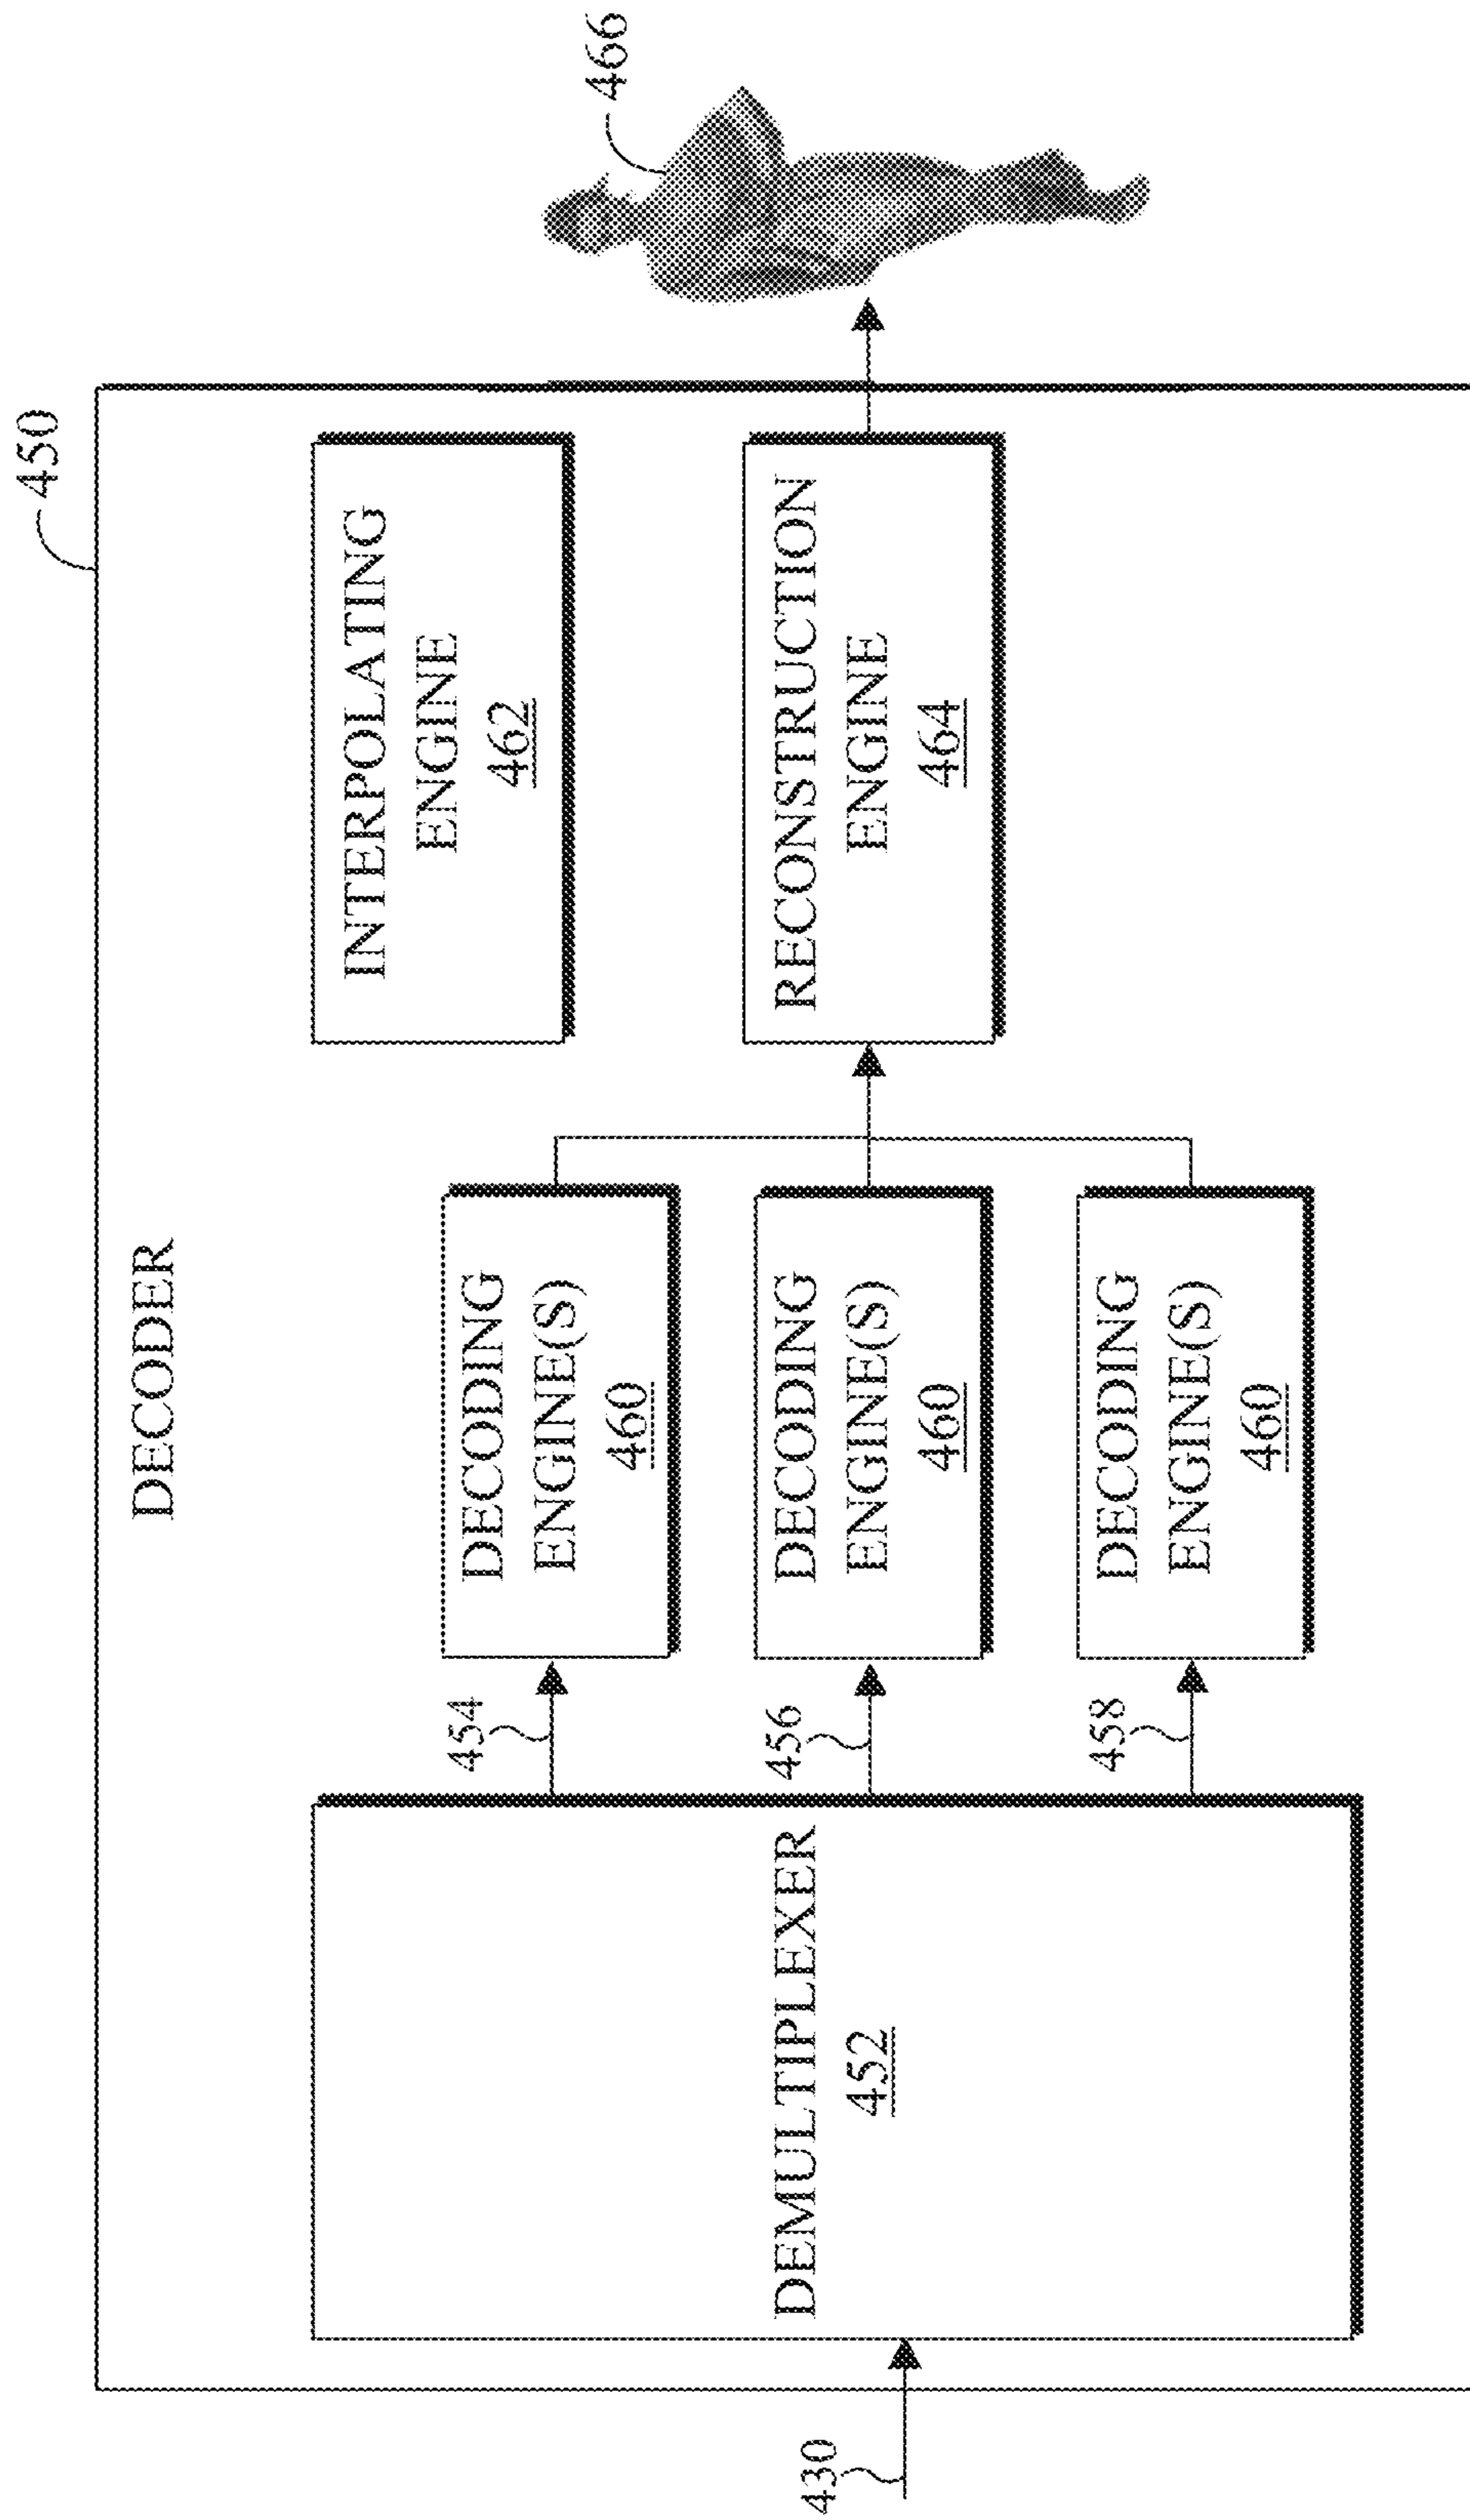 450
DECODER
430
DEMULTIPLEXER
452
454
456
458
DECODING
ENGINE(S)
460
DECODING
ENGINE(S)
460
DECODING
ENGINE(S)
460
INTERPOLATING
ENGINE
462
RECONSTRUCTION
ENGINE
464
466